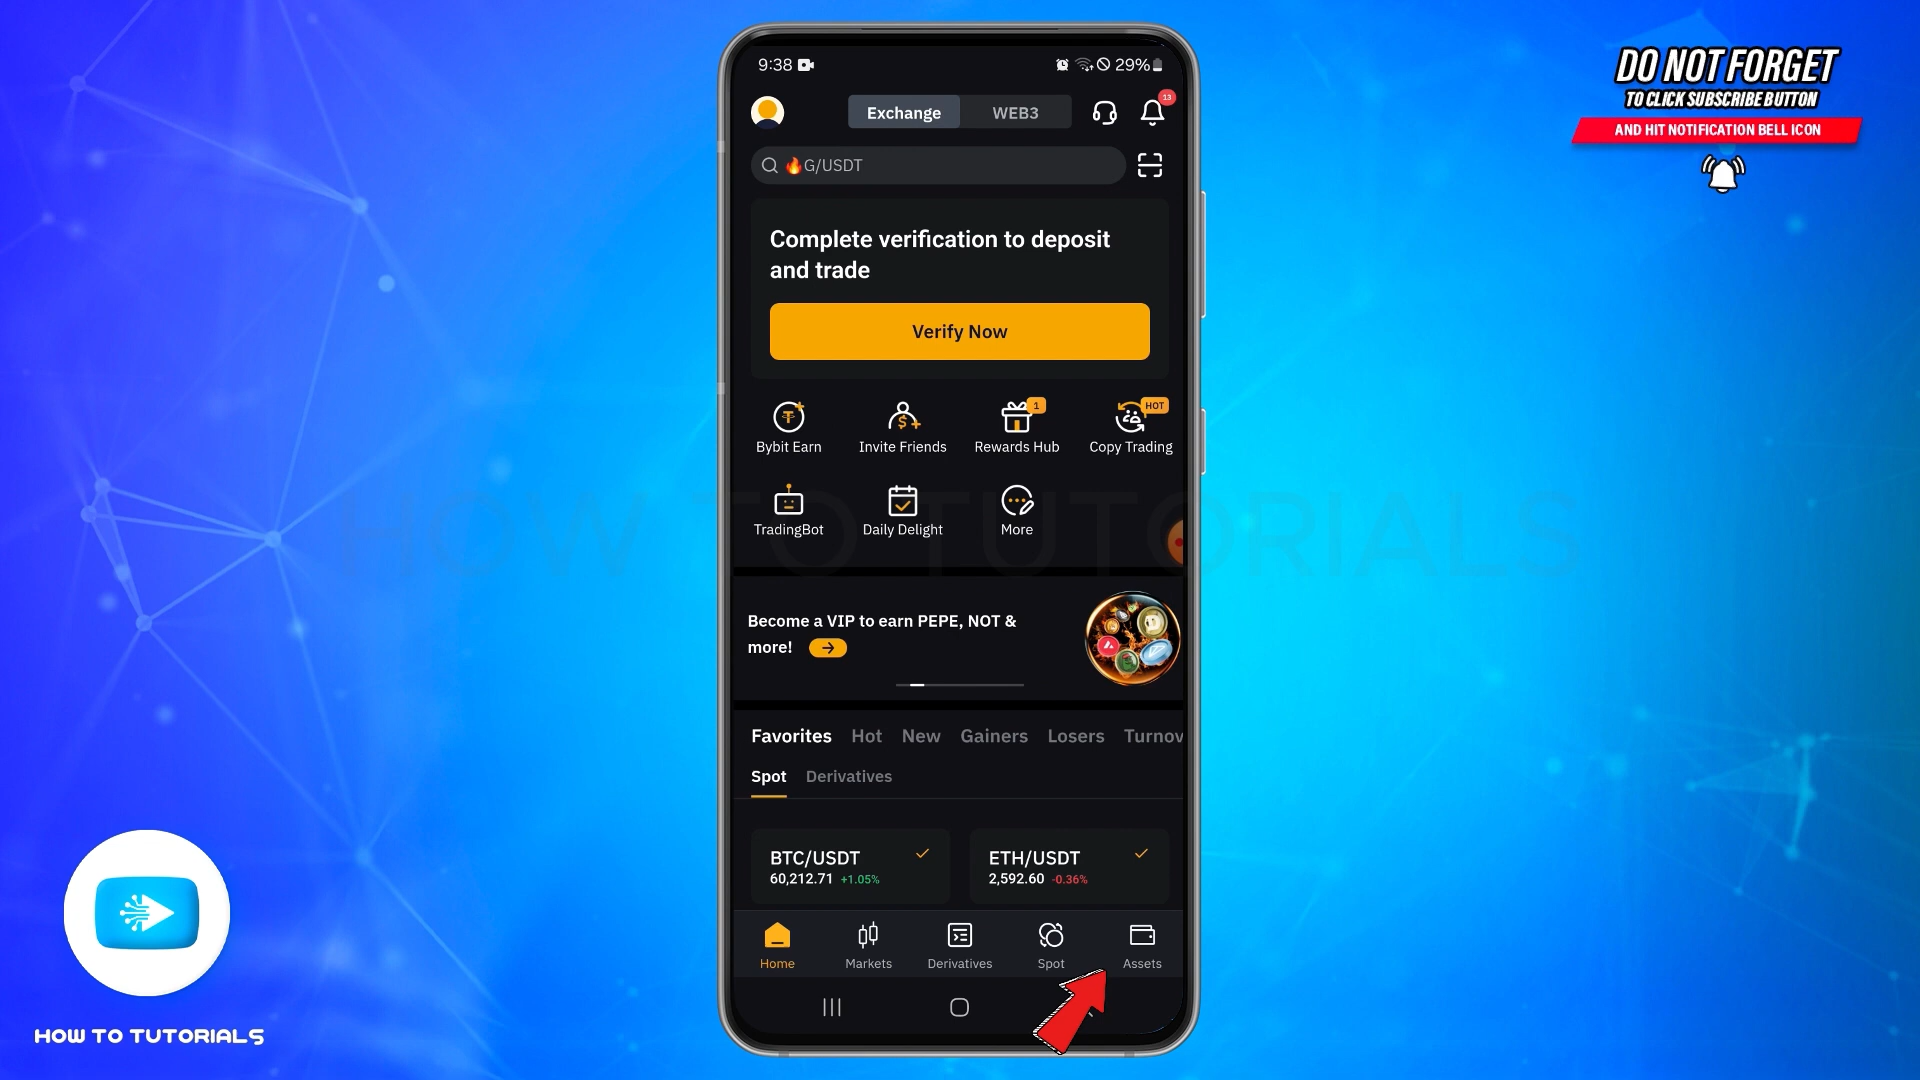 9:38
29%
DO NOT FORGET
TO CLICK SUBSCRIBE BUTTON
AND HIT NOTIFICATION BELL ICON
Exchange WEB3
13
🔥G/USDT
Complete verification to deposit
and trade
Verify Now
1
HOT
Bybit Earn Invite Friends Rewards Hub Copy Trading
TradingBot Daily Delight More
HOW TO TUTORIALS
Become a VIP to earn PEPE, NOT &
more!
Favorites Hot New Gainers Losers Turnov
Spot Derivatives
BTC/USDT
60,212.71 +1.05%
ETH/USDT
2,592.60 -0.36%
Home Markets Derivatives Spot Assets
HOW TO TUTORIALS